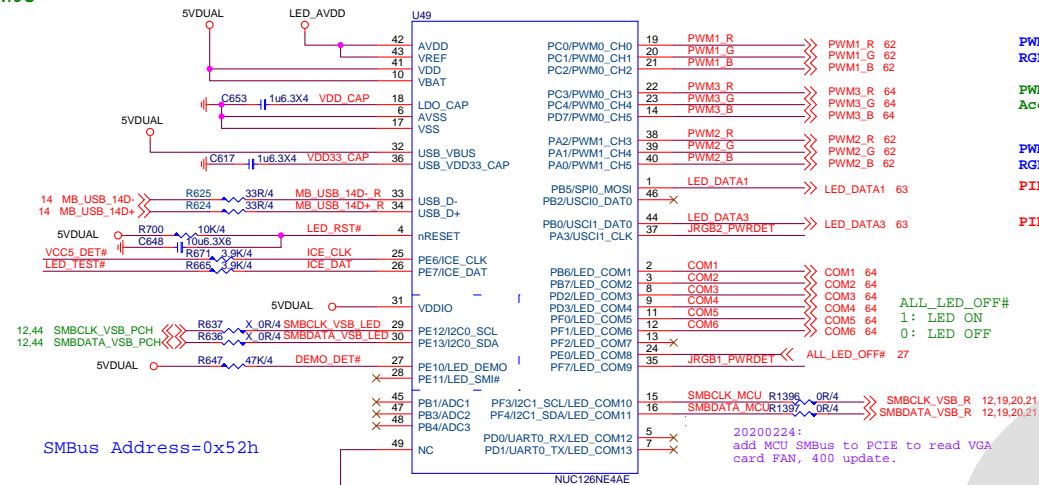 5VDUAL
LED_AVDD
U49
42 AVDD
43 VREF
41 VDD
10 VBAT
C653 1u6.3X4 VDD_CAP 18 LDO_CAP
6 AVSS
17 VSS
5VDUAL
32 USB_VBUS
C617 1u6.3X4 VDD33_CAP 36 USB_VDD33_CAP
14 MB_USB_14D- R625 33R/4 MB_USB_14D-_R 33 USB_D-
14 MB_USB_14D+ R624 33R/4 MB_USB_14D+_R 34 USB_D+
5VDUAL R700 10K/4 LED_RST# 4 nRESET
C648 10u6.3X6
VCC5_DET# R671 3.9K/4 ICE_CLK 25 PE6/ICE_CLK
LED_TEST# R665 3.9K/4 ICE_DAT 26 PE7/ICE_DAT
5VDUAL 31 VDDIO
12,44 SMBCLK_VSB_PCH R637 X_0R/4 SMBCLK_VSB_LED 29 PE12/I2C0_SCL
12,44 SMBDATA_VSB_PCH R636 X_0R/4 SMBDATA_VSB_LED 30 PE13/I2C0_SDA
5VDUAL R647 47K/4 DEMO_DET# 27 PE10/LED_DEMO
28 PE11/LED_SMI#
45 PB1/ADC1
47 PB3/ADC2
48 PB4/ADC3
49 NC
SMBus Address=0x52h
PC0/PWM0_CH0 19 PWM1_R PWM1_R 62
PC1/PWM0_CH1 20 PWM1_G PWM1_G 62
PC2/PWM0_CH2 21 PWM1_B PWM1_B 62
PC3/PWM0_CH3 22 PWM3_R PWM3_R 64
PC4/PWM0_CH4 23 PWM3_G PWM3_G 64
PD7/PWM0_CH5 14 PWM3_B PWM3_B 64
PA2/PWM1_CH3 38 PWM2_R PWM2_R 62
PA1/PWM1_CH4 39 PWM2_G PWM2_G 62
PA0/PWM1_CH5 40 PWM2_B PWM2_B 62
PB5/SPI0_MOSI 1 LED_DATA1 LED_DATA1 63
PB2/USCI0_DAT0 46
PB0/USCI1_DAT0 44 LED_DATA3 LED_DATA3 63
PA3/USCI1_CLK 37 JRGB2_PWRDET
PB6/LED_COM1 2 COM1 COM1 64
PB7/LED_COM2 3 COM2 COM2 64
PD2/LED_COM3 8 COM3 COM3 64
PD3/LED_COM4 9 COM4 COM4 64
PF0/LED_COM5 11 COM5 COM5 64
PF1/LED_COM6 12 COM6 COM6 64
PF2/LED_COM7 13
PE0/LED_COM8 24 ALL_LED_OFF# 27
PF7/LED_COM9 35 JRGB1_PWRDET
PF3/I2C1_SCL/LED_COM10 15 SMBCLK_MCU R1396 0R/4 SMBCLK_VSB_R 12,19,20,21
PF4/I2C1_SDA/LED_COM11 16 SMBDATA_MCU R1397 0R/4 SMBDATA_VSB_R 12,19,20,21
PD0/UART0_RX/LED_COM12 5
PD1/UART0_TX/LED_COM13 7
NUC126NE4AE
ALL_LED_OFF#
1: LED ON
0: LED OFF
20200224:
add MCU SMBus to PCIE to read VGA
card FAN, 400 update.